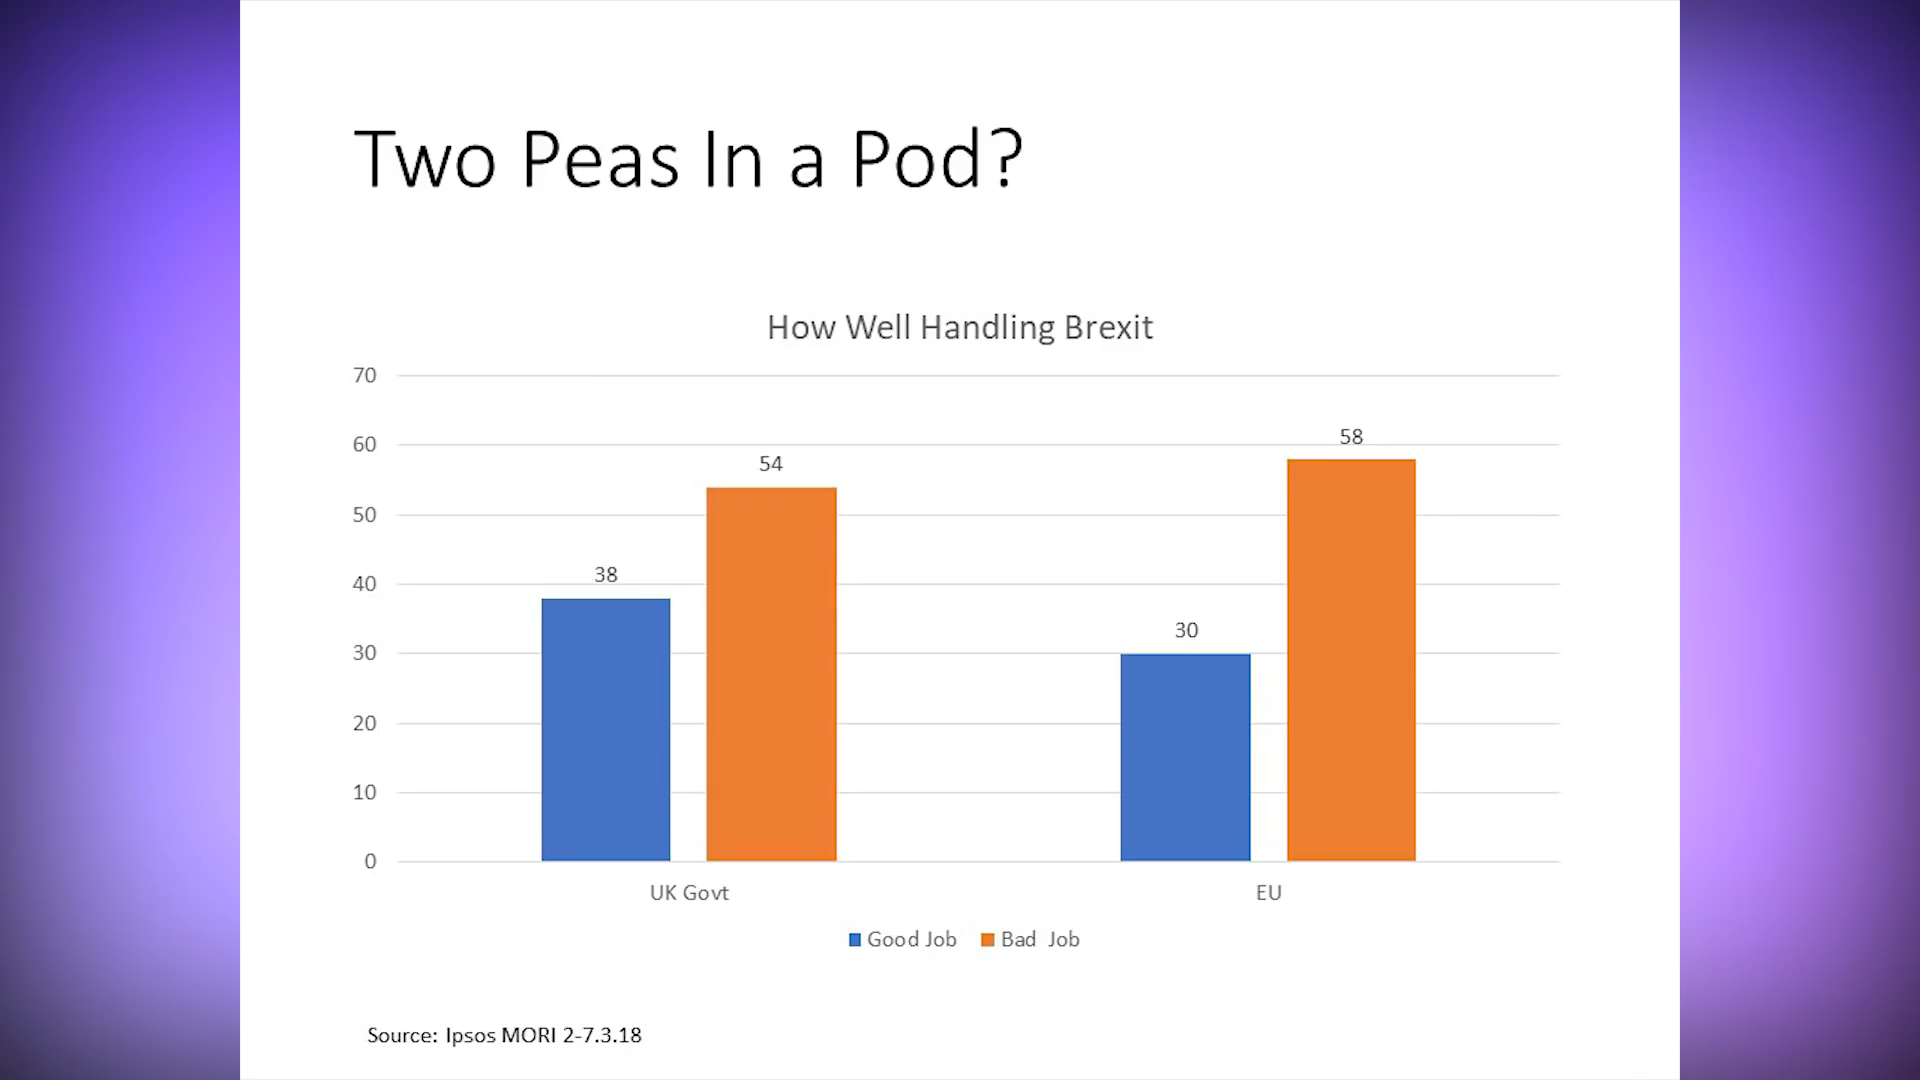 Two Peas In a Pod?
How Well Handling Brexit
70
60
50
40
30
20
10
0
38
54
30
58
UK Govt
EU
Good Job
Bad Job
Source: Ipsos MORI 2-7.3.18